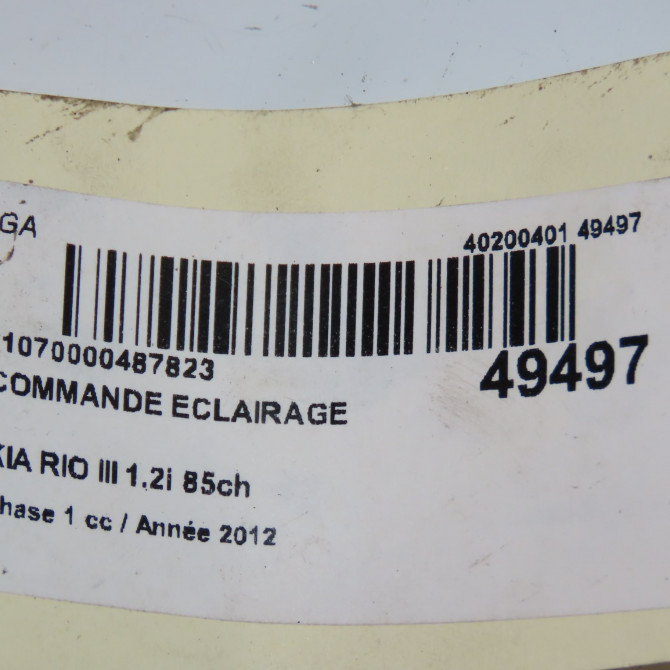 GA
40200401 49497
1070000487823
49497
COMMANDE ECLAIRAGE
KIA RIO III 1.2i 85ch
hase 1 cc / Année 2012